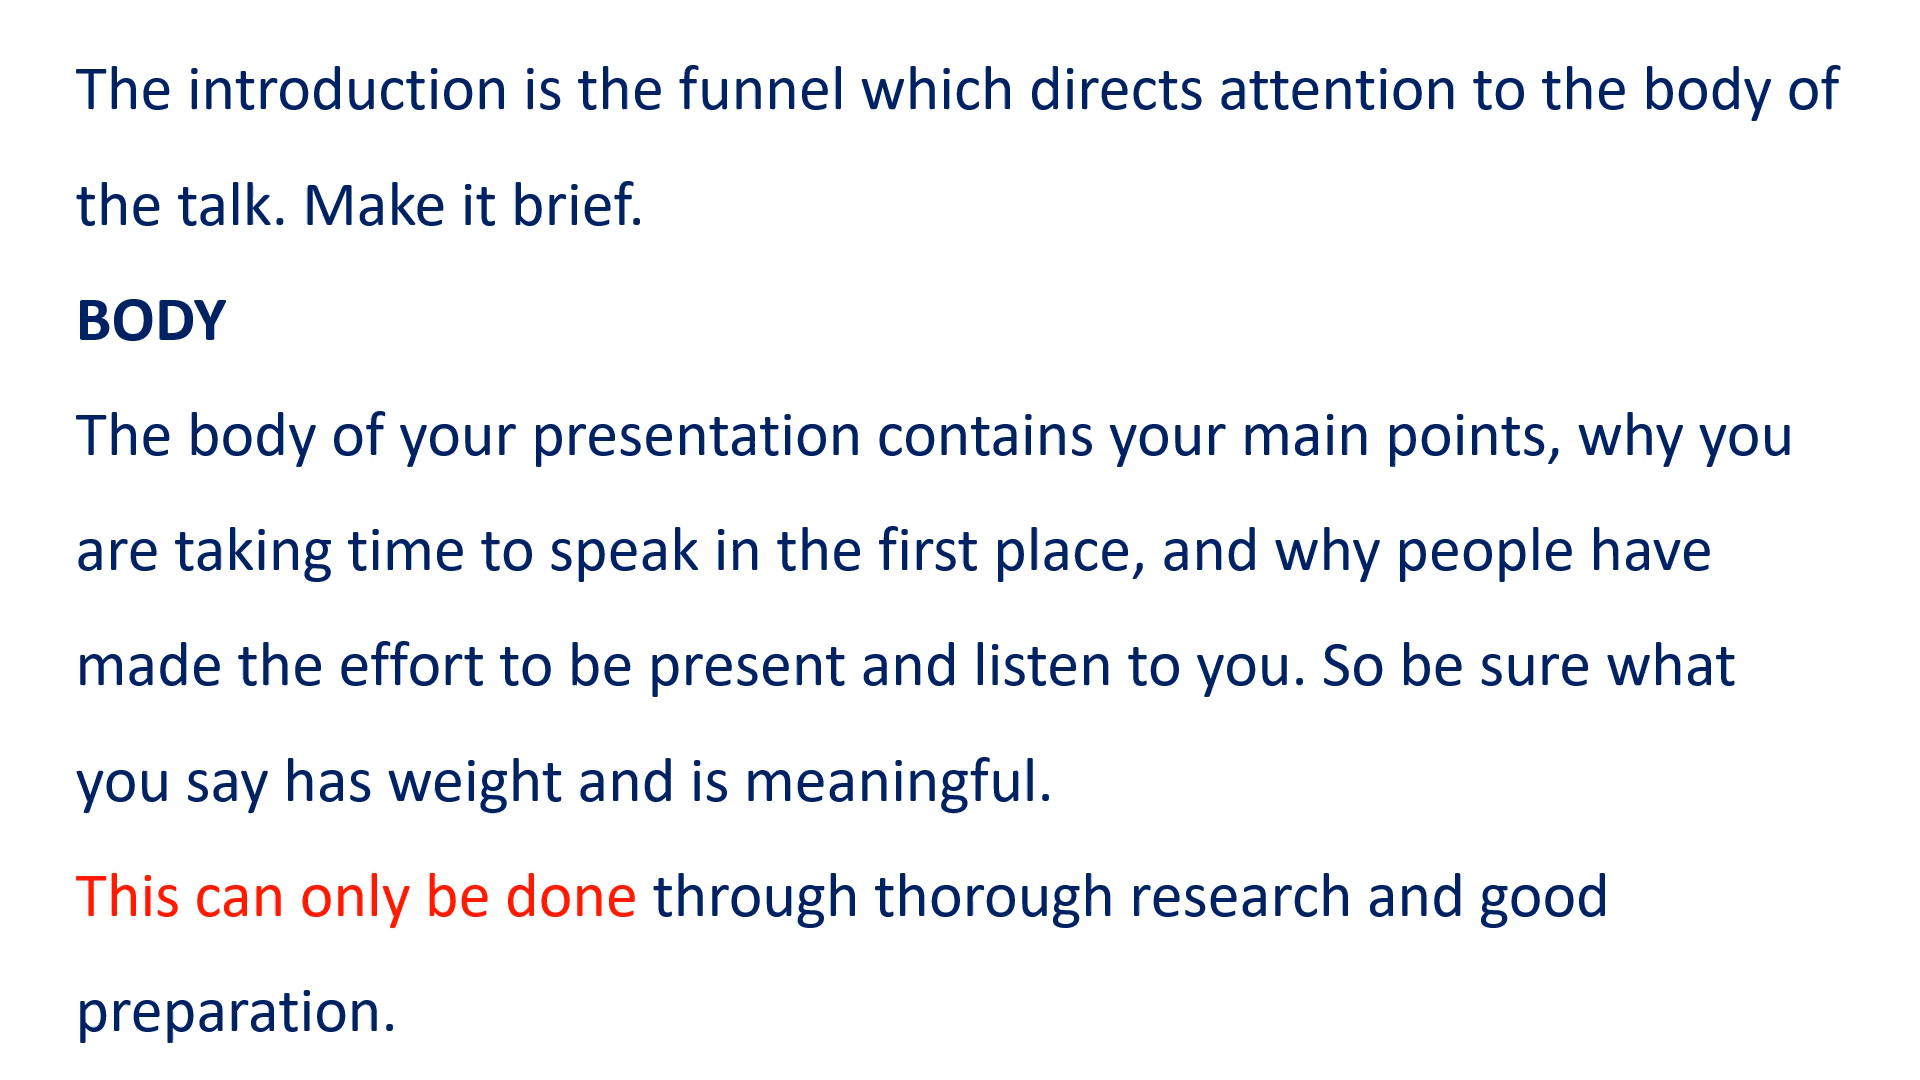 The introduction is the funnel which directs attention to the body of
the talk. Make it brief.
BODY
The body of your presentation contains your main points, why you
are taking time to speak in the first place, and why people have
made the effort to be present and listen to you. So be sure what
you say has weight and is meaningful.
This can only be done through thorough research and good
preparation.